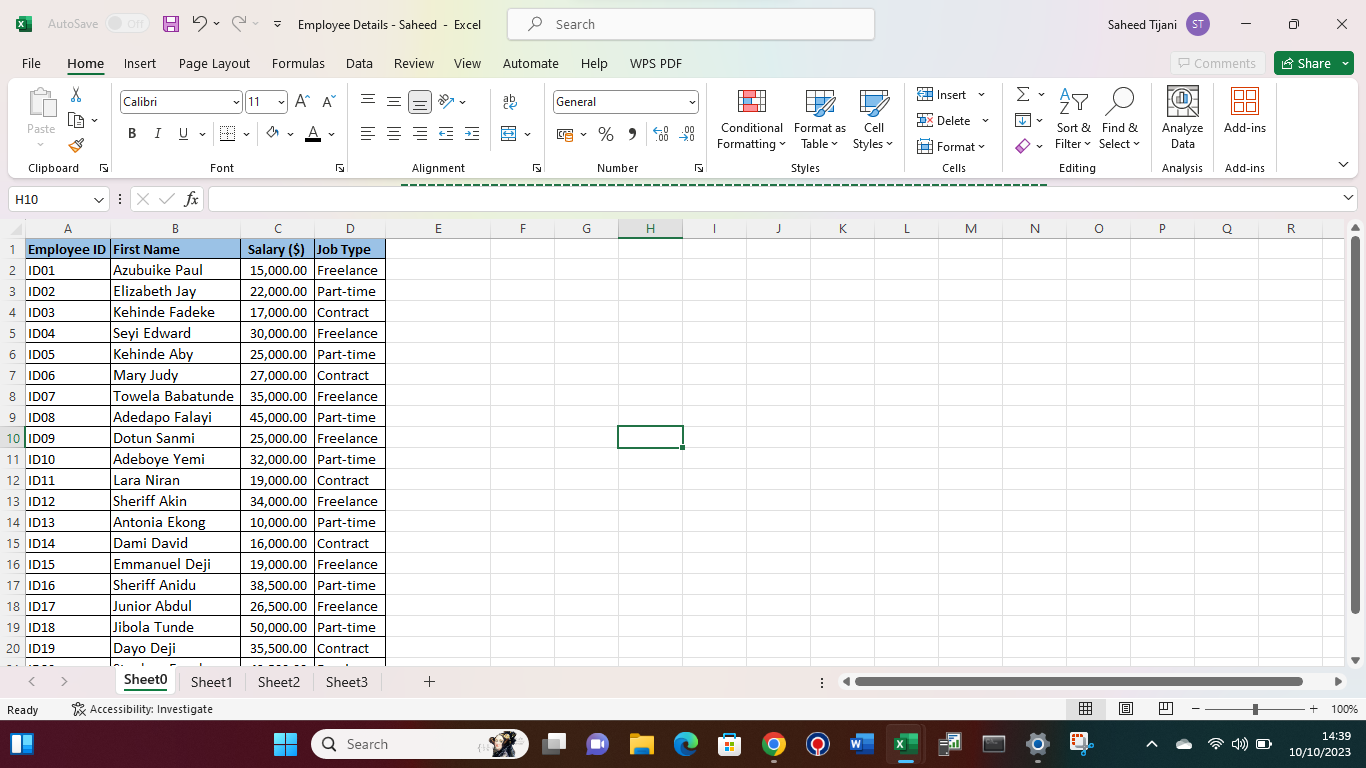 AutoSave Off Employee Details - Saheed - Excel Search Saheed Tijani ST
File Home Insert Page Layout Formulas Data Review View Automate Help WPS PDF Comments Share
Paste
Clipboard
Calibri 11
B I U A
Font
ab
Alignment
General
%
Number
Conditional Formatting
Format as Table
Cell Styles
Styles
Insert
Delete
Format
Cells
Sort & Filter
Find & Select
Editing
Analyze Data
Analysis
Add-ins
Add-ins
H10 fx
A B C D E F G H I J K L M N O P Q R
1 Employee ID First Name Salary ($) Job Type
2 ID01 Azubuike Paul 15,000.00 Freelance
3 ID02 Elizabeth Jay 22,000.00 Part-time
4 ID03 Kehinde Fadeke 17,000.00 Contract
5 ID04 Seyi Edward 30,000.00 Freelance
6 ID05 Kehinde Aby 25,000.00 Part-time
7 ID06 Mary Judy 27,000.00 Contract
8 ID07 Towela Babatunde 35,000.00 Freelance
9 ID08 Adedapo Falayi 45,000.00 Part-time
10 ID09 Dotun Sanmi 25,000.00 Freelance
11 ID10 Adeboye Yemi 32,000.00 Part-time
12 ID11 Lara Niran 19,000.00 Contract
13 ID12 Sheriff Akin 34,000.00 Freelance
14 ID13 Antonia Ekong 10,000.00 Part-time
15 ID14 Dami David 16,000.00 Contract
16 ID15 Emmanuel Deji 19,000.00 Freelance
17 ID16 Sheriff Anidu 38,500.00 Part-time
18 ID17 Junior Abdul 26,500.00 Freelance
19 ID18 Jibola Tunde 50,000.00 Part-time
20 ID19 Dayo Deji 35,500.00 Contract
Sheet0 Sheet1 Sheet2 Sheet3
Ready Accessibility: Investigate 100%
Search 14:39
10/10/2023